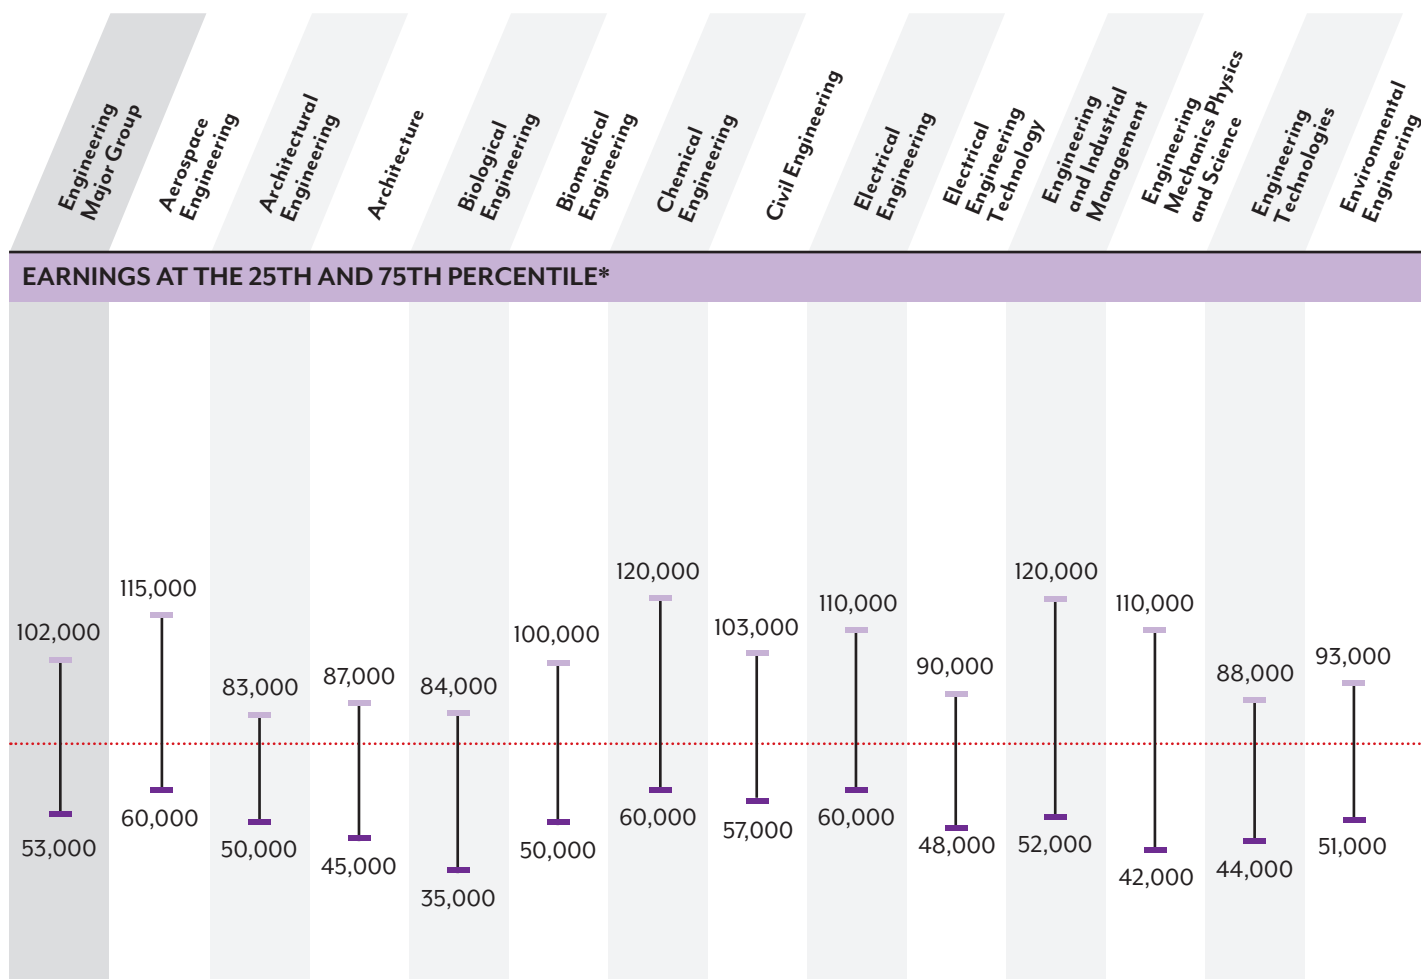 Engineering
Major Group
Aerospace
Engineering
Architectural
Engineering
Architecture
Biological
Engineering
Biomedical
Engineering
Chemical
Engineering
Civil Engineering
Electrical
Engineering
Electrical
Engineering
Technology
Engineering
and Industrial
Management
Engineering
Mechanics Physics
and Science
Engineering
Technologies
Environmental
Engineering
EARNINGS AT THE 25TH AND 75TH PERCENTILE*
102,000
53,000
115,000
60,000
83,000
50,000
87,000
45,000
84,000
35,000
100,000
50,000
120,000
60,000
103,000
57,000
110,000
60,000
90,000
48,000
120,000
52,000
110,000
42,000
88,000
44,000
93,000
51,000